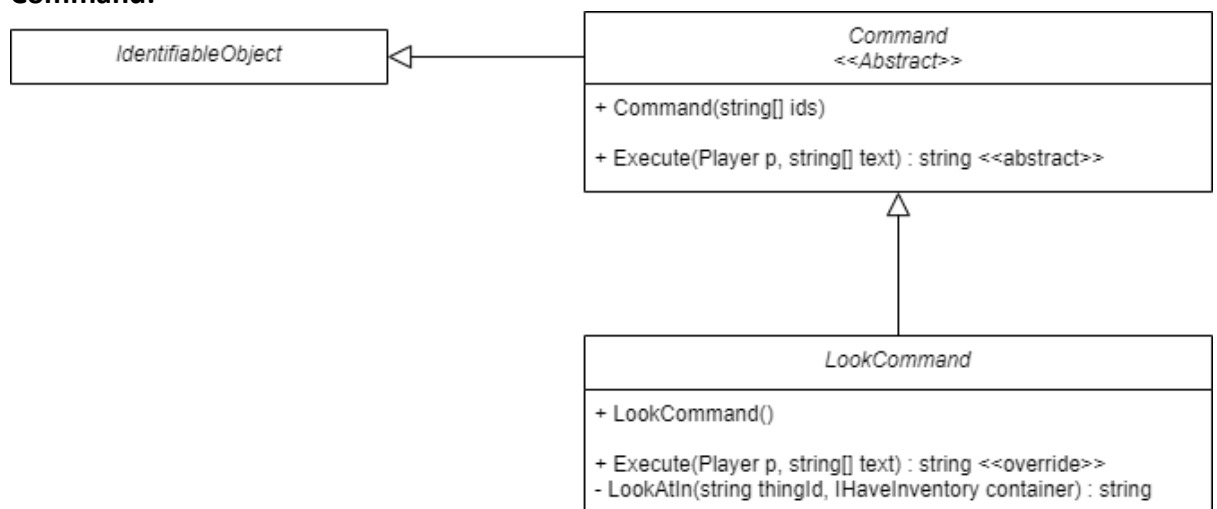 Command:
IdentifiableObject
Command
<<Abstract>>
+ Command(string[] ids)
+ Execute(Player p, string[] text) : string <<abstract>>
LookCommand
+ LookCommand()
+ Execute(Player p, string[] text) : string <<override>>
- LookAtIn(string thingId, IHaveInventory container) : string